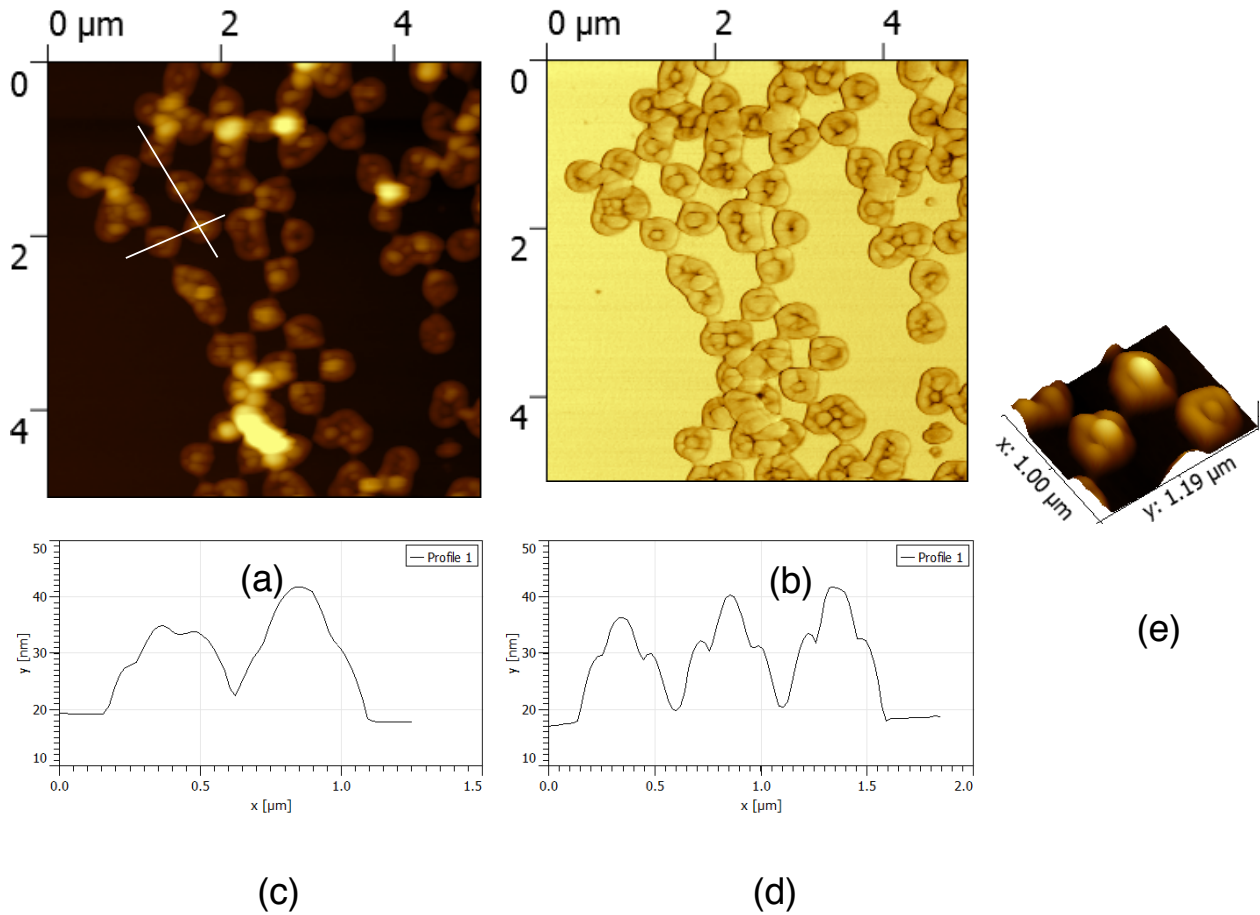 0 µm 2 4
0
2
4
0 µm 2 4
0
2
4
x: 1.00 µm
y: 1.19 µm
(e)
50
40
30
20
10
y [nm]
0.0 0.5 1.0 1.5
x [µm]
Profile 1
(a)
50
40
30
20
10
y [nm]
0.0 0.5 1.0 1.5 2.0
x [µm]
Profile 1
(b)
(c)
(d)